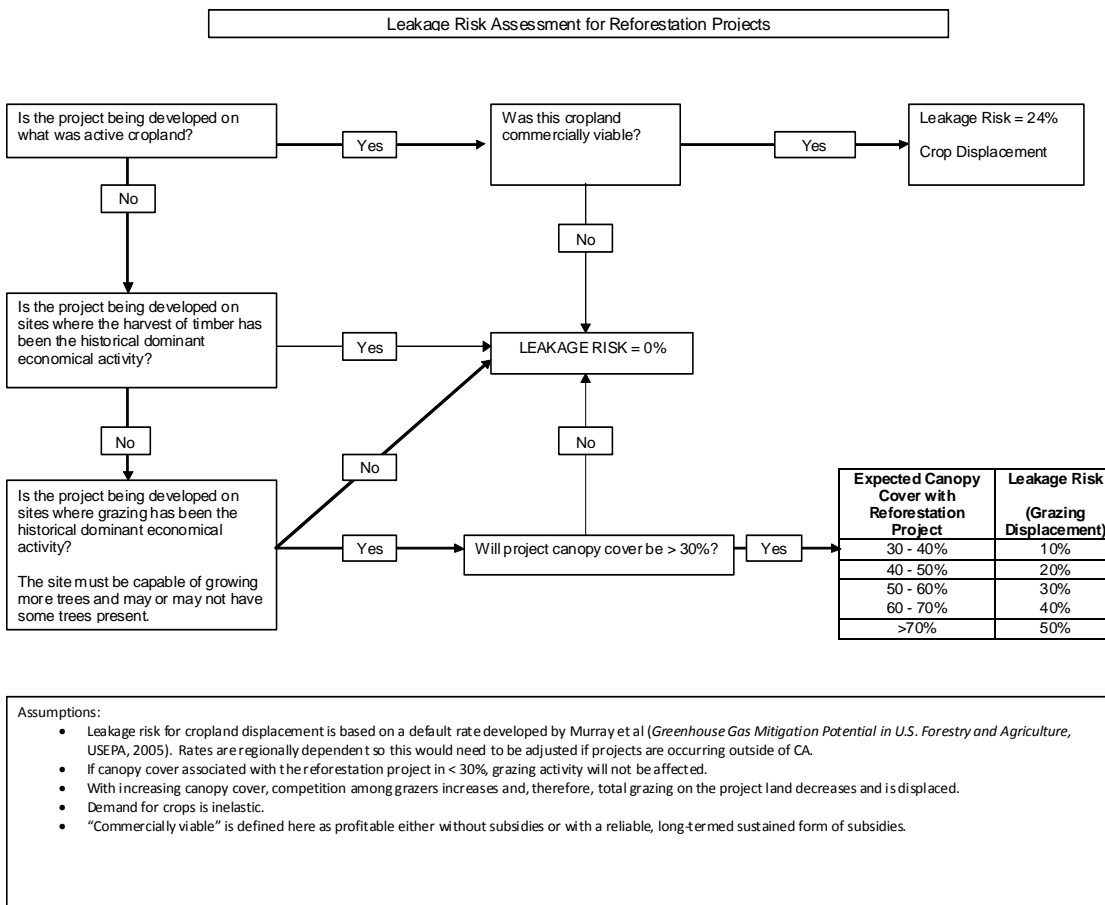 Leakage Risk Assessment for Reforestation Projects
Is the project being developed on
what was active cropland?
Yes
Was this cropland
commercially viable?
Yes
Leakage Risk = 24%
Crop Displacement
No
No
Is the project being developed on
sites where the harvest of timber has
been the historical dominant
economical activity?
Yes
LEAKAGE RISK = 0%
No
No
No
Is the project being developed on
sites where grazing has been the
historical dominant economical
activity?
The site must be capable of growing
more trees and may or may not have
some trees present.
Yes
Will project canopy cover be > 30%?
Yes
Expected Canopy
Cover with
Reforestation
Project
Leakage Risk
(Grazing
Displacement)
30 - 40% 10%
40 - 50% 20%
50 - 60% 30%
60 - 70% 40%
>70% 50%
Assumptions:
• Leakage risk for cropland displacement is based on a default rate developed by Murray et al (Greenhouse Gas Mitigation Potential in U.S. Forestry and Agriculture,
USEPA, 2005). Rates are regionally dependent so this would need to be adjusted if projects are occurring outside of CA.
• If canopy cover associated with the reforestation project in < 30%, grazing activity will not be affected.
• With increasing canopy cover, competition among grazers increases and, therefore, total grazing on the project land decreases and is displaced.
• Demand for crops is inelastic.
• “Commercially viable” is defined here as profitable either without subsidies or with a reliable, long-termed sustained form of subsidies.